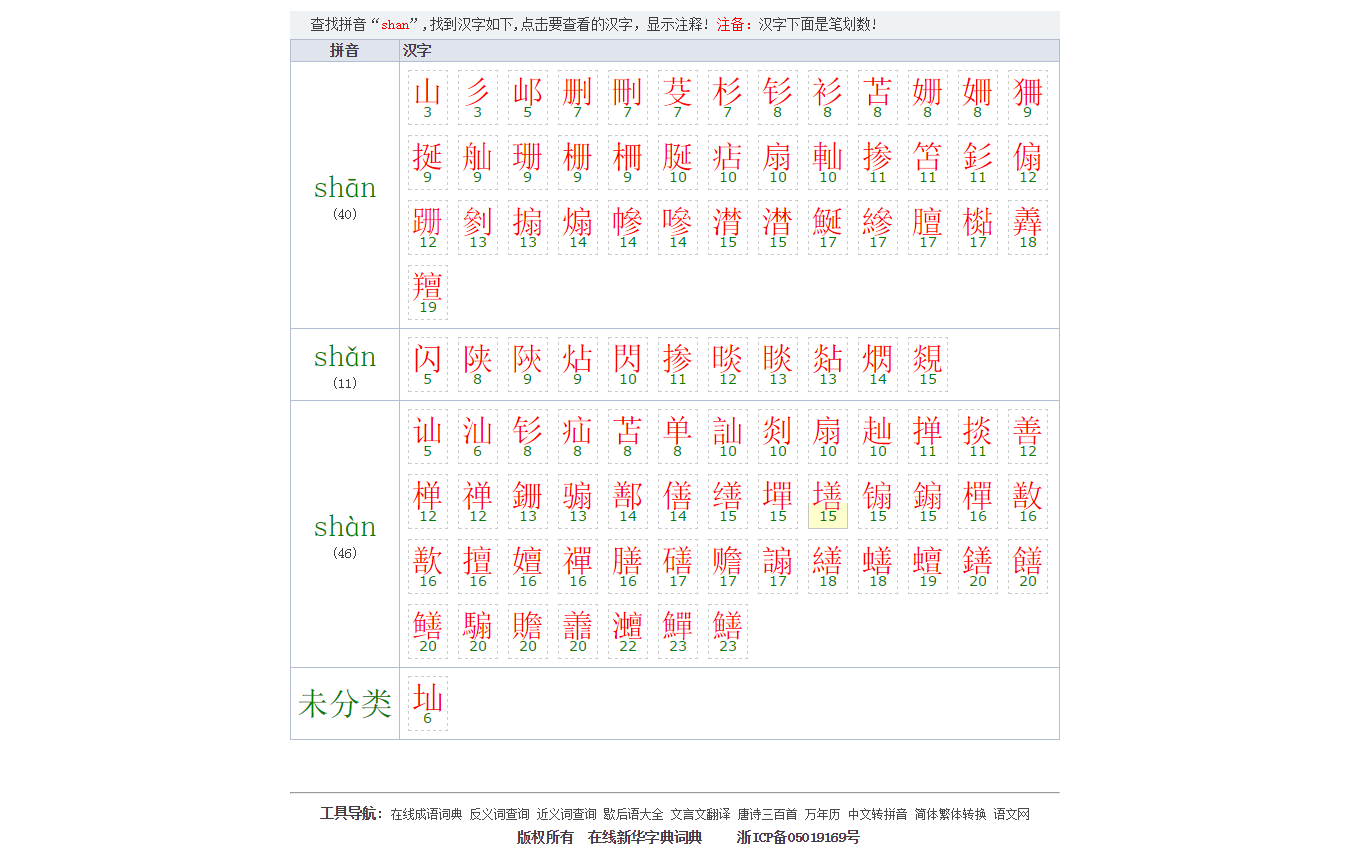 查找拼音“shan”,找到汉字如下,点击要查看的汉字，显示注释! 注备: 汉字下面是笔划数!
拼音 汉字
山 彡 邖 删 刪 芟 杉 钐 衫 苫 姗 姍 狦
3 3 5 7 7 7 7 8 8 8 8 8 9
挻 舢 珊 栅 柵 脠 痁 扇 軕 掺 笘 釤 傓
9 9 9 9 9 10 10 10 10 11 11 11 12
shān
(40)
跚 剼 搧 煽 幓 嘇 潸 澘 鯅 縿 膻 檆 羴
12 13 13 14 14 14 15 15 17 17 17 17 18
羶
19
shǎn
(11)
闪 陕 陝 炶 閃 掺 晱 睒 煔 熌 覢
5 8 9 9 10 11 12 13 13 14 15
讪 汕 钐 疝 苫 单 訕 剡 扇 赸 掸 掞 善
5 6 8 8 8 8 10 10 10 10 11 11 12
椫 禅 銏 骟 鄯 僐 缮 墠 墡 镐 樿 敾
12 12 13 13 14 14 15 15 15 15 15 16 16
shàn
(46)
歚 擅 嬗 禪 膳 磰 赡 謆 繕 蟮 蟺 鐥 饍
16 16 16 16 16 17 17 17 18 18 19 20 20
鳝 騸 贍 譱 灗 鱓 鱔
20 20 20 20 22 23 23
未分类
圸
6
工具导航: 在线成语词典 反义词查询 近义词查询 歇后语大全 文言文翻译 唐诗三百首 万年历 中文转拼音 简体繁体转换 语文网
版权所有 在线新华字典词典 浙ICP备05019169号